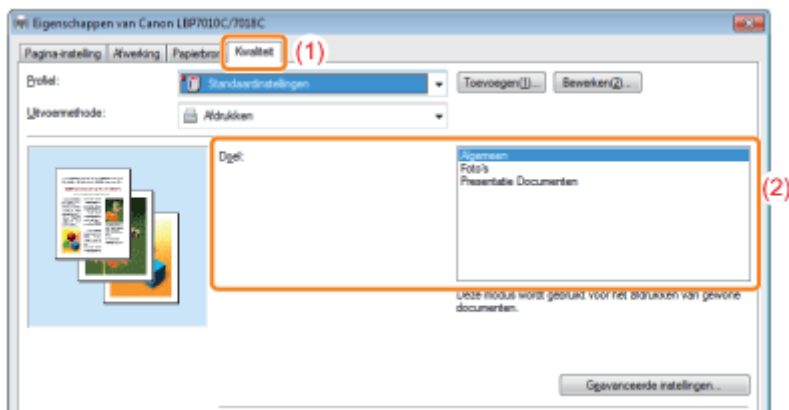 Eigenschappen van Canon LBP7010C/7018C
Pagina-instelling Afwerking Papierbron Kwaliteit (1)
Profiel: Standaardinstellingen Toevoegen(1)... Bewerken(2)...
Uitvoermethode: Afdrukken
Doel: Algemeen
Foto's
Presentatie Documenten
(2)
Deze modus wordt gebruikt voor het afdrukken van gewone
documenten.
Geavanceerde instellingen...